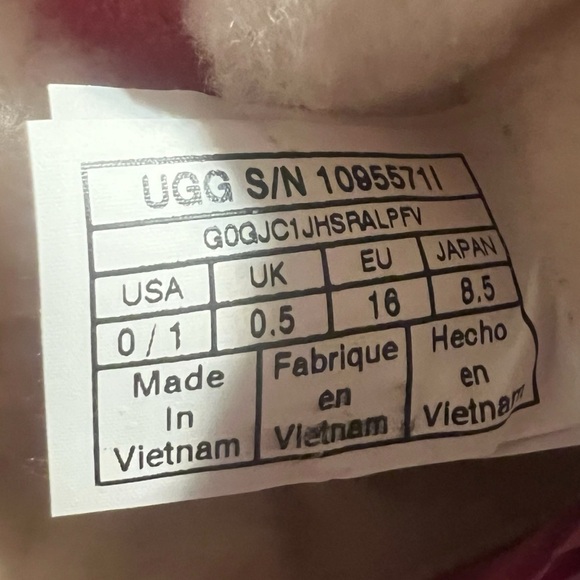 UGG S/N 1095571I
G0QJC1JHSRALPFV
USA UK EU JAPAN
0 / 1 0.5 16 8.5
Made
In
Vietnam
Fabrique
en
Vietnam
Hecho
en
Vietnam